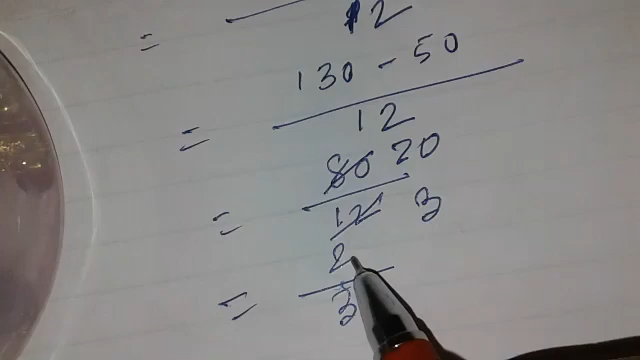 = 12
130 - 50
= 12
80 20
= 12 3
2
= 3